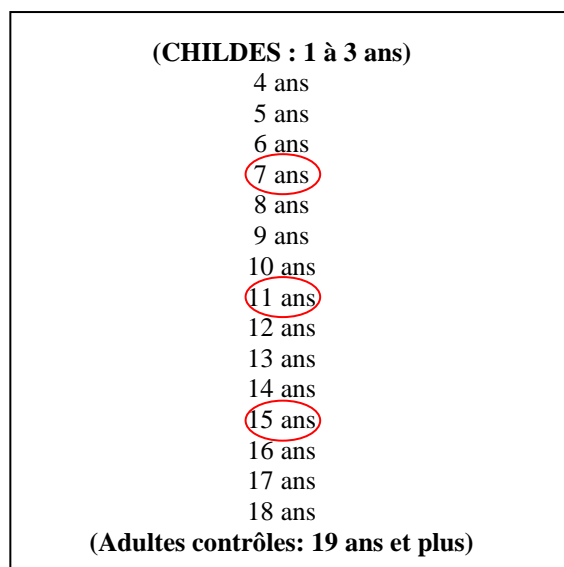 (CHILDES : 1 à 3 ans)
4 ans
5 ans
6 ans
7 ans
8 ans
9 ans
10 ans
11 ans
12 ans
13 ans
14 ans
15 ans
16 ans
17 ans
18 ans
(Adultes contrôles: 19 ans et plus)